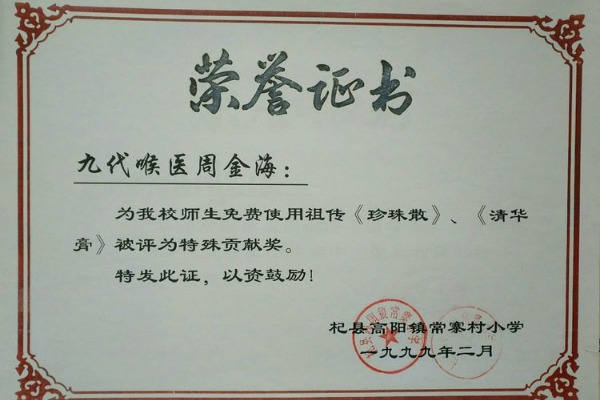 荣誉证书
九代喉医周金海：
为我校师生免费使用祖传《珍珠散》、《清华
膏》被评为特殊贡献奖。
特发此证，以资鼓励！
杞县高阳镇常寨村小学
一九九九年二月